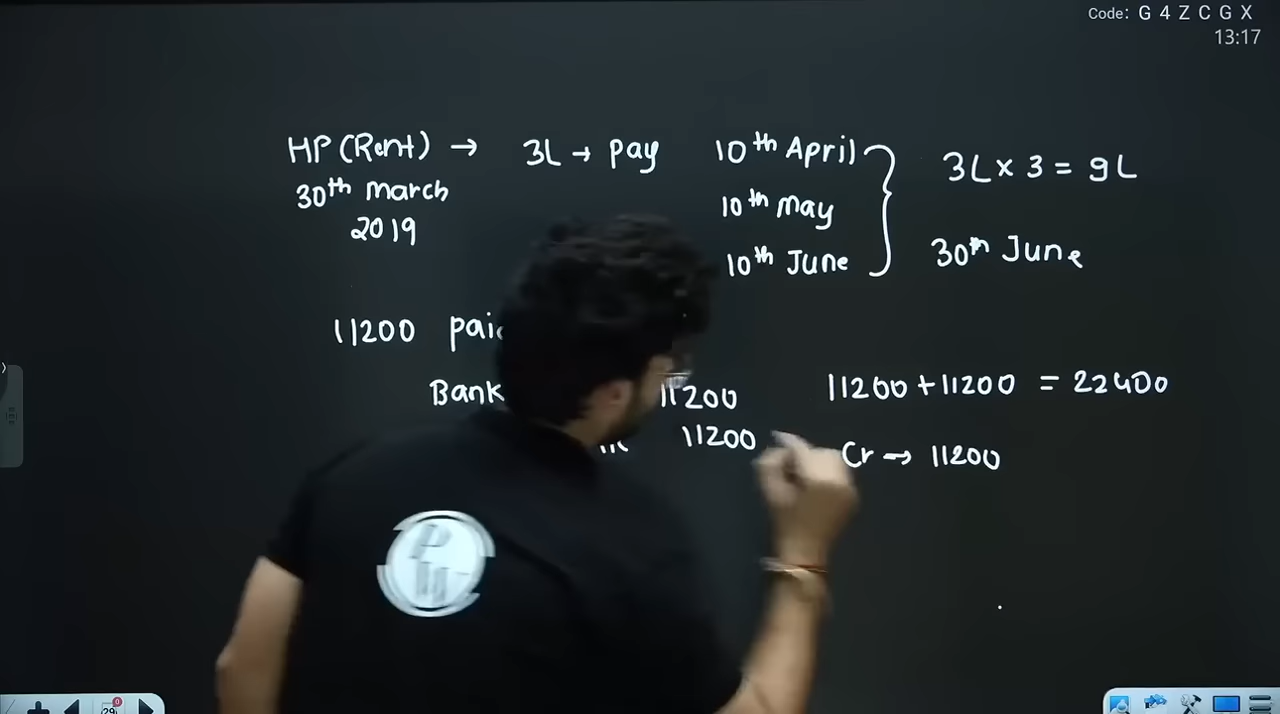 Code: G 4 Z C G X
13:17
HP (Rent) → 3L → pay 10th April 3L x 3 = 9L
30th march 10th may
2019 10th June 30th June
11200
Bank 11200 11200 + 11200 = 22400
11200 Cr → 11200
PW